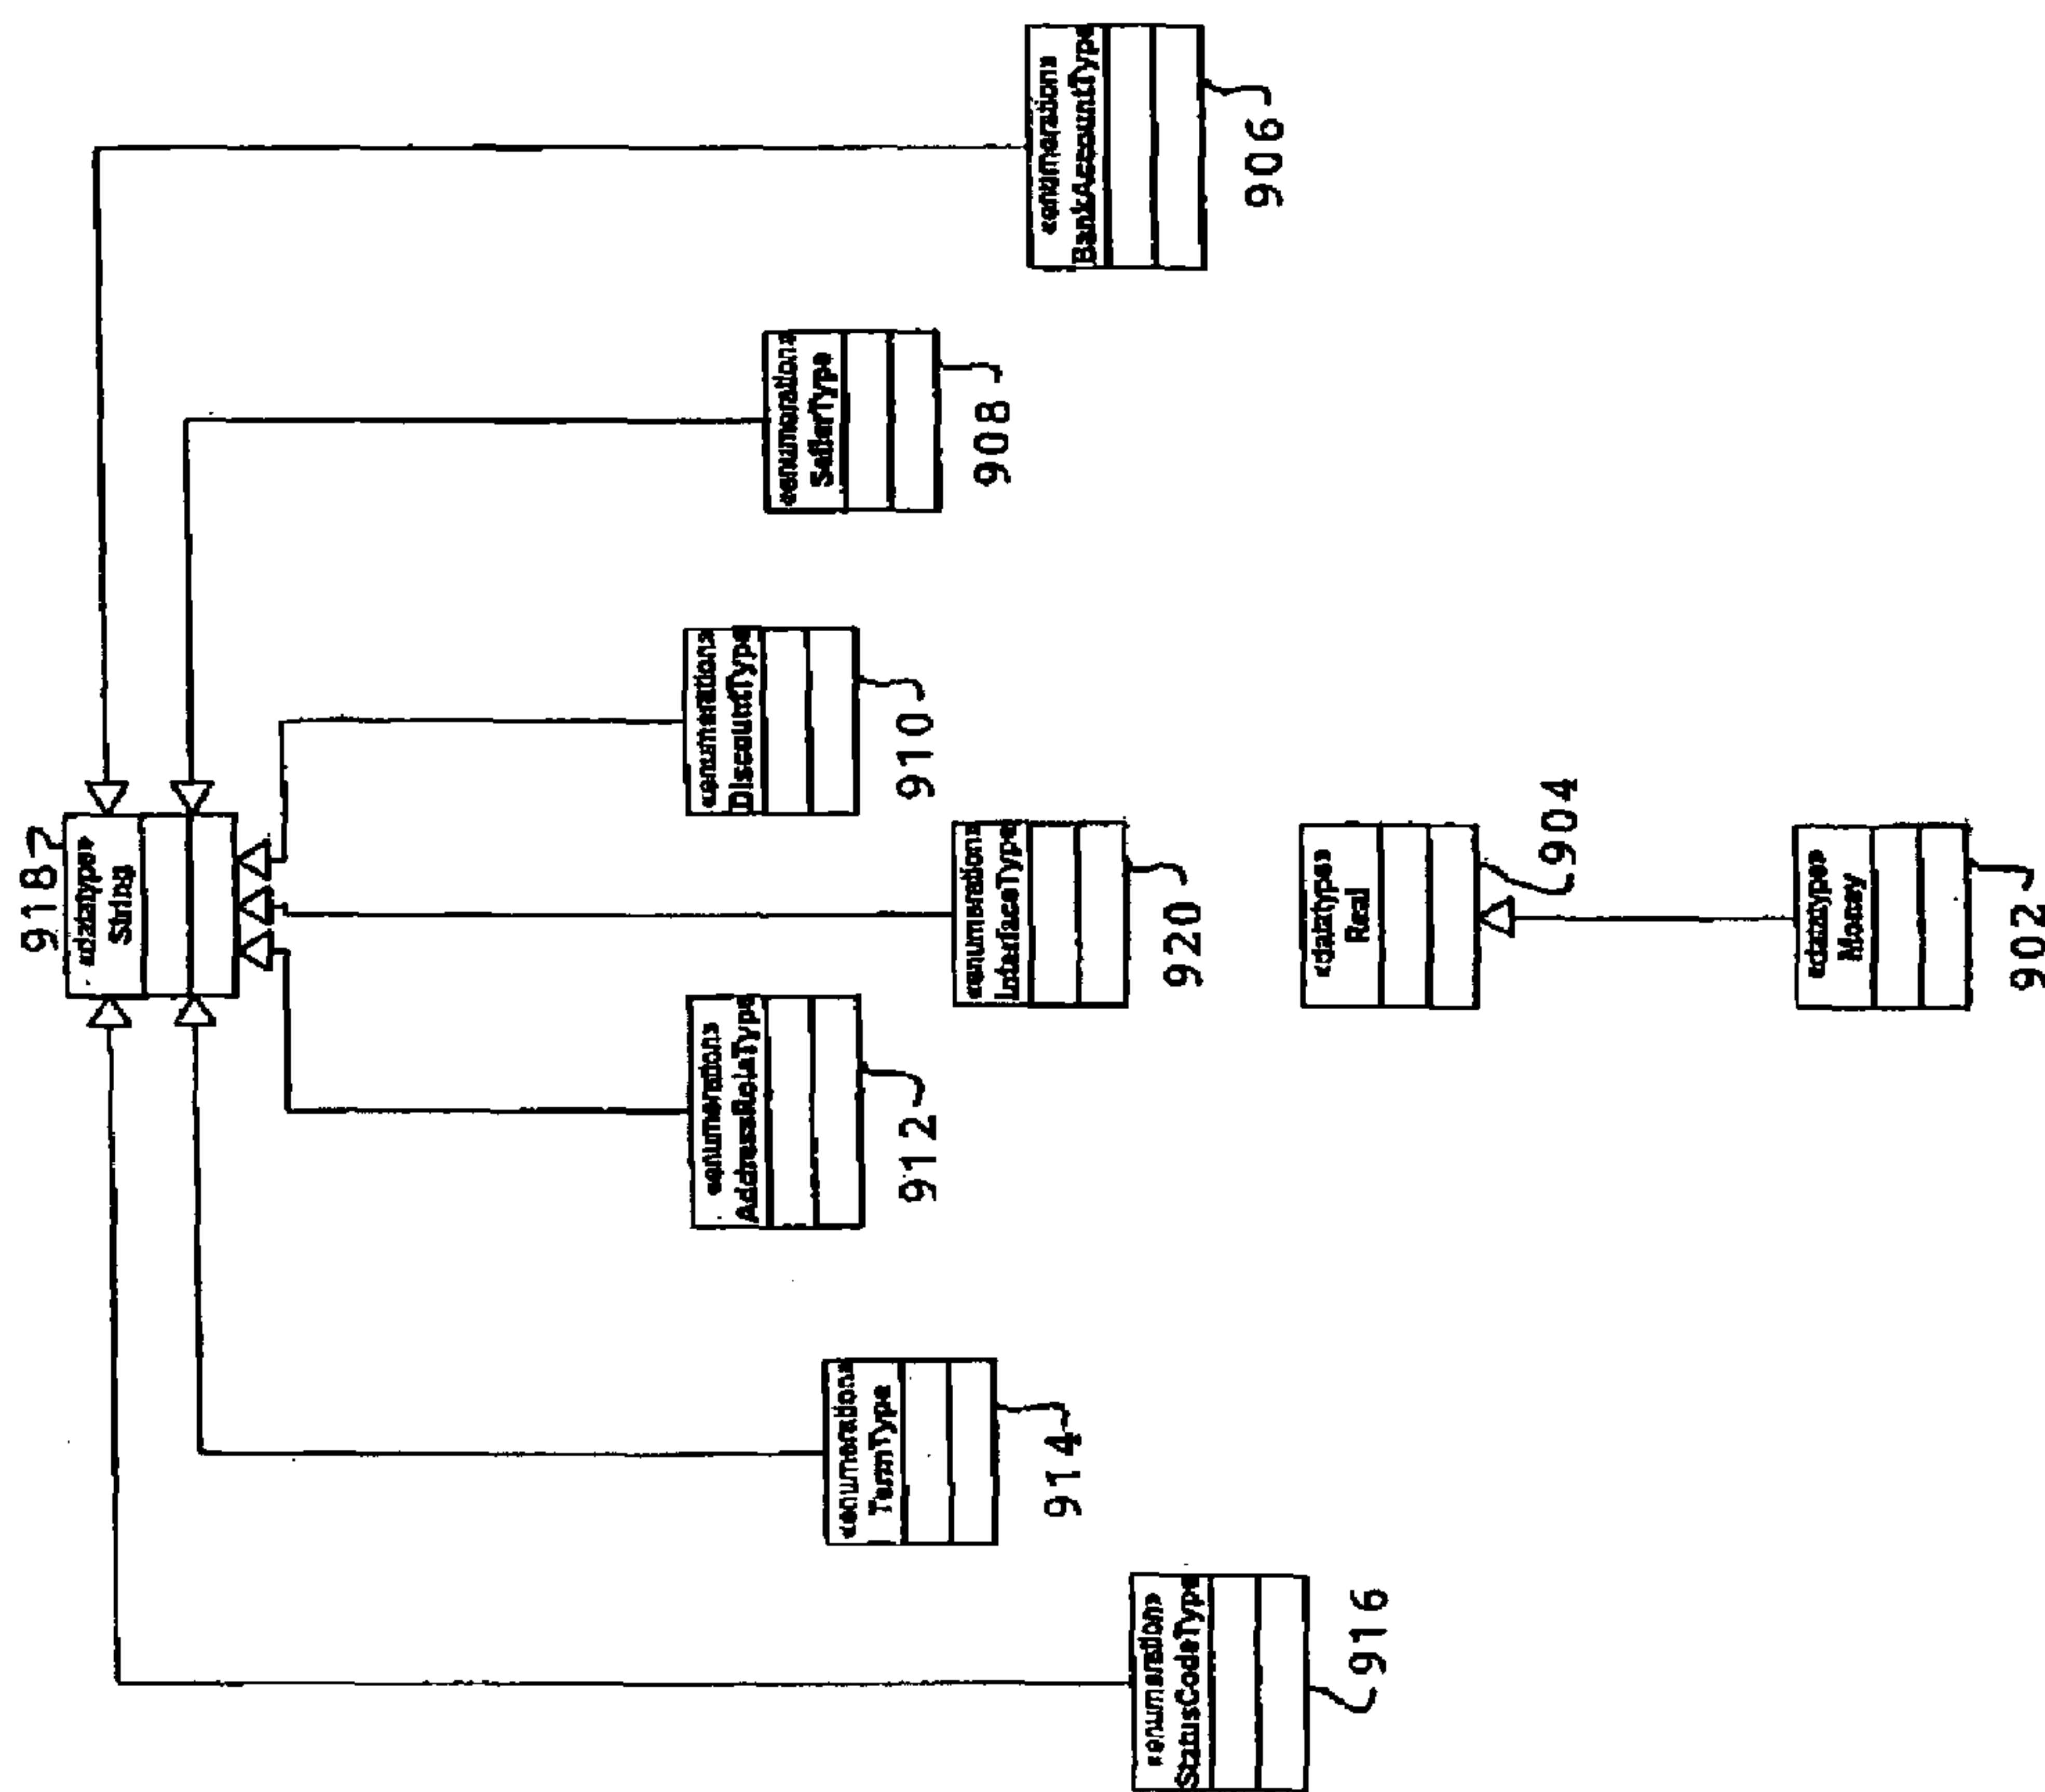 918
«datatype»
String
«enumeration»
StatusCodeType
916
«enumeration»
TermType
914
«enumeration»
AddressRoleType
912
«enumeration»
InterfaceType
920
«enumeration»
DiscountType
910
«enumeration»
SellerType
908
«enumeration»
BankAccountType
906
«datatype»
Real
904
«datatype»
Money
902